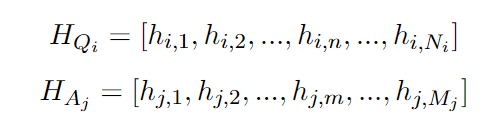 H_{Q_i} = [h_{i,1}, h_{i,2}, ..., h_{i,n}, ..., h_{i,N_i}]
H_{A_j} = [h_{j,1}, h_{j,2}, ..., h_{j,m}, ..., h_{j,M_j}]